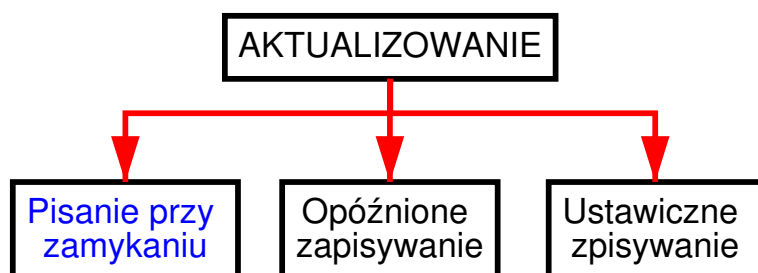 AKTUALIZOWANIE
Pisanie przy
zamykaniu
Opóźnione
zapisywanie
Ustawiczne
zpisywanie